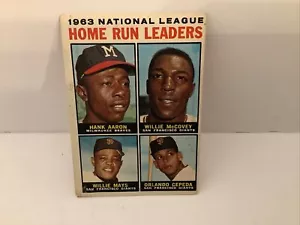 1963 NATIONAL LEAGUE
HOME RUN LEADERS
HANK AARON
MILWAUKEE BRAVES
WILLIE McCOVEY
SAN FRANCISCO GIANTS
WILLIE MAYS
SAN FRANCISCO GIANTS
ORLANDO CEPEDA
SAN FRANCISCO GIANTS